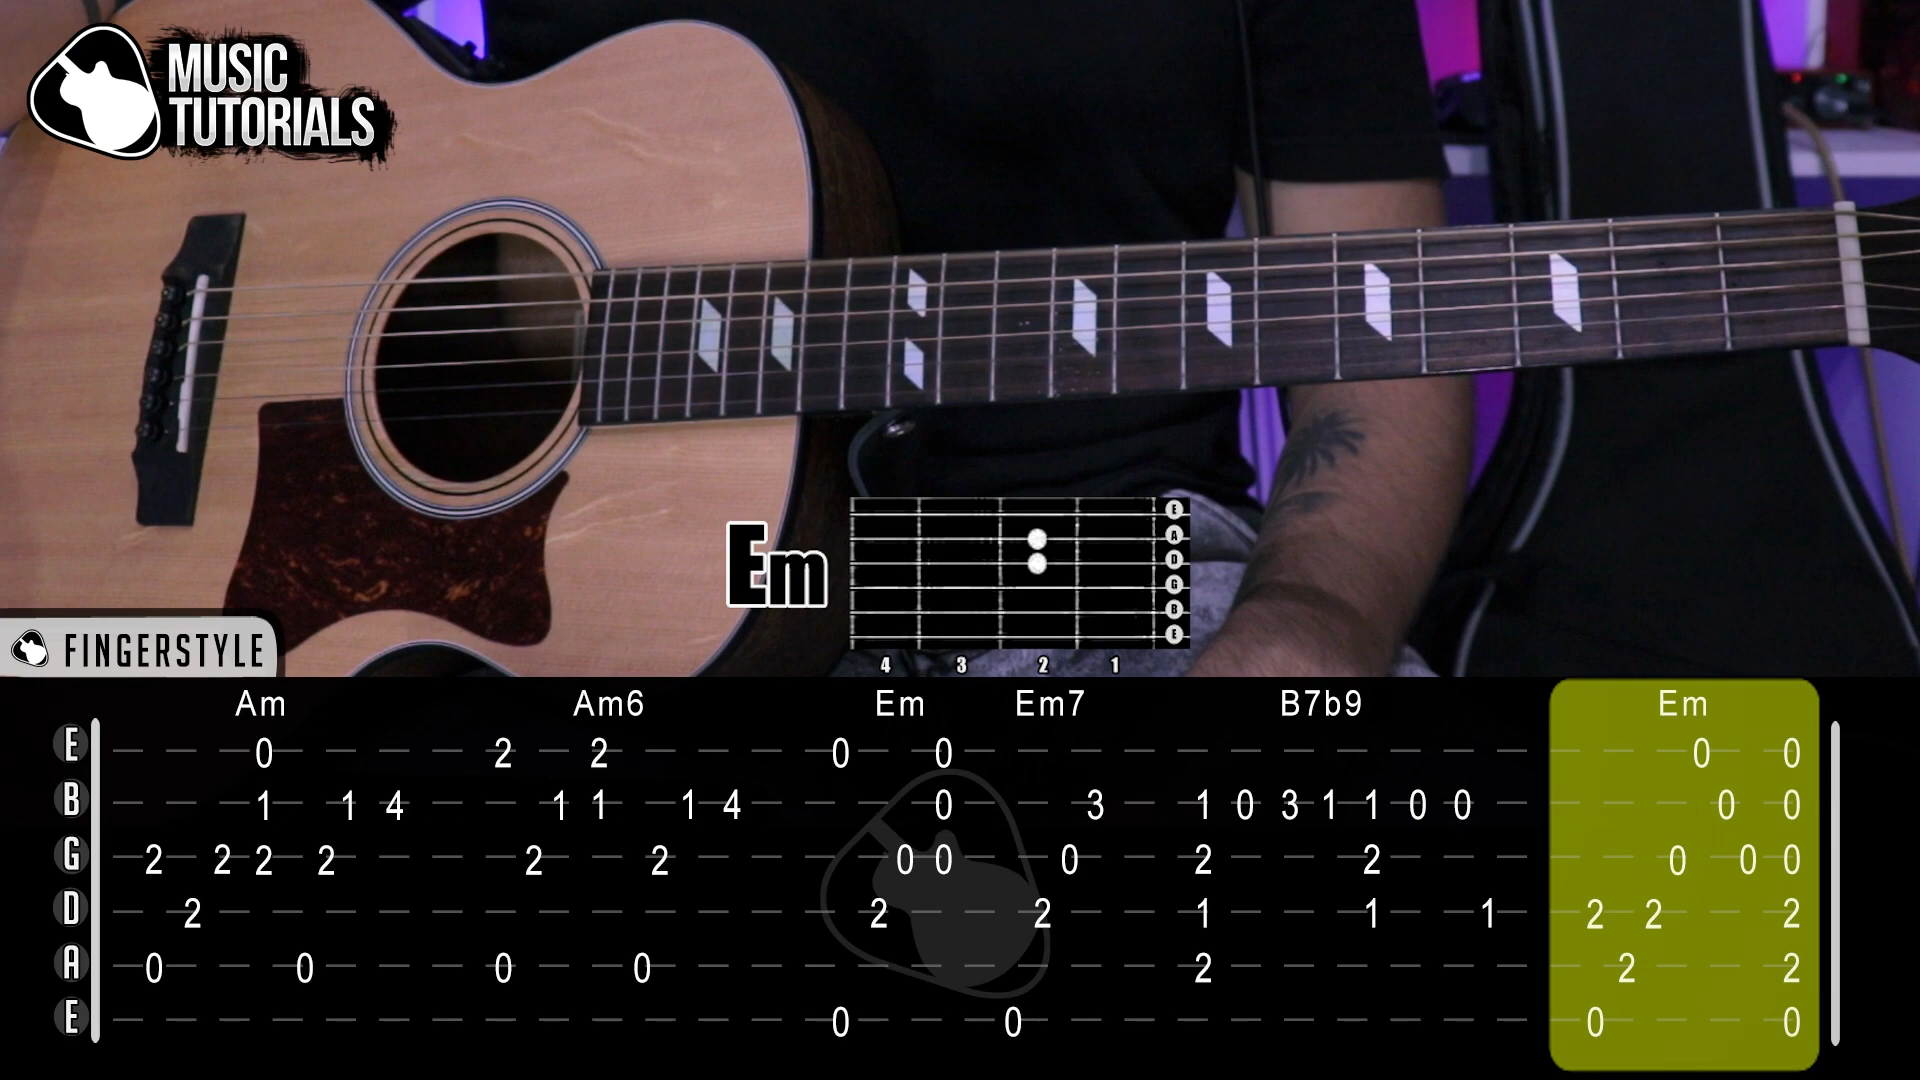 MUSIC
TUTORIALS
Em
E
A
D
G
B
E
4 3 2 1
FINGERSTYLE
Am Am6 Em Em7 B7b9 Em
E 0 2 2 0 0 0 0
B 1 1 4 1 1 1 4 0 3 1 0 3 1 1 0 0 0 0
G 2 2 2 2 2 2 0 0 0 2 2 0 0 0
D 2 2 2 1 1 1 2 2 2
A 0 0 0 0 2 2 2
E 0 0 0 0